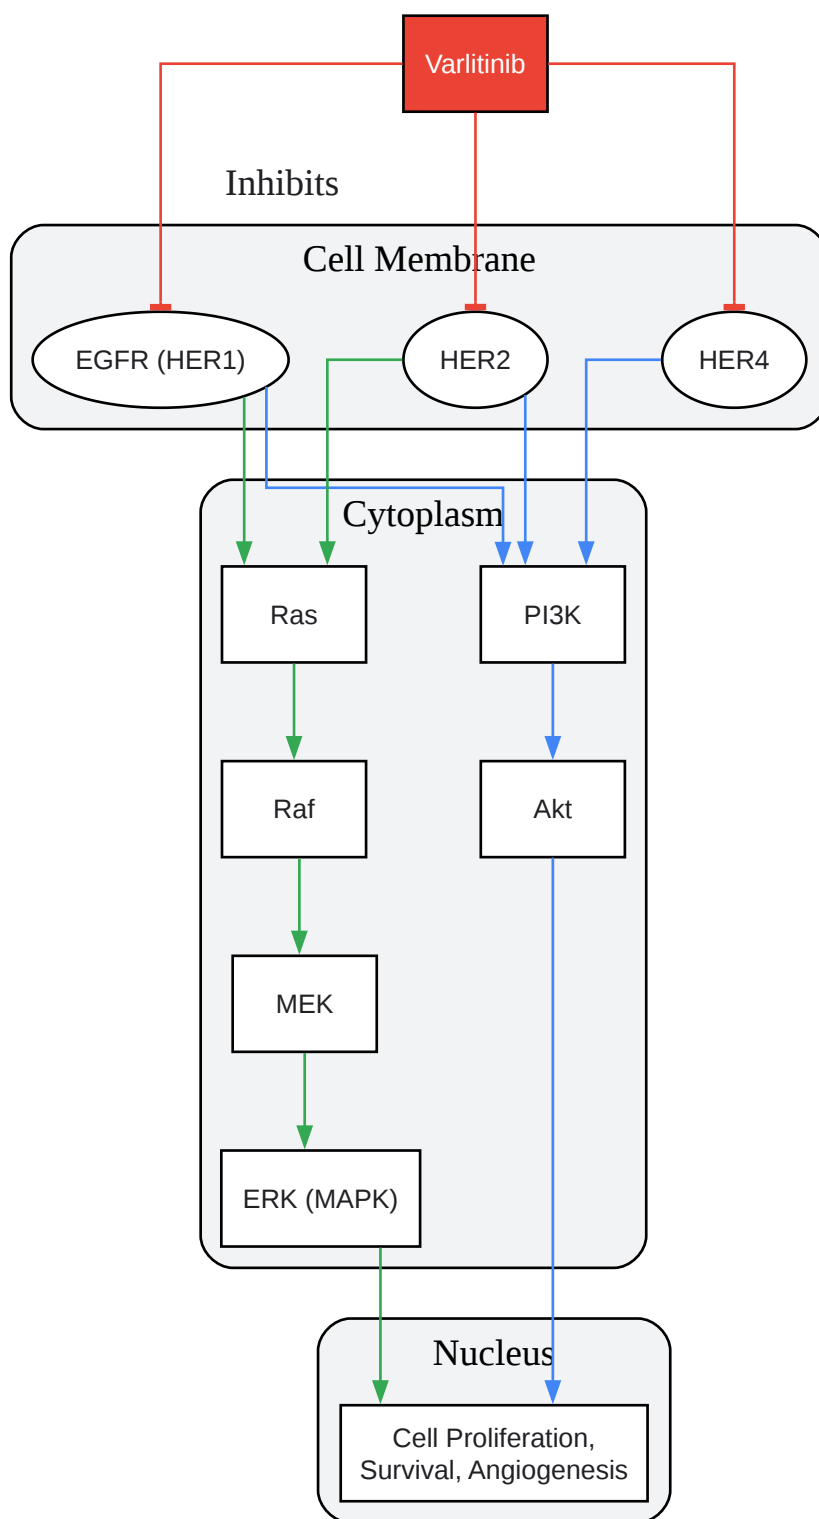 Varlitinib
Inhibits
Cell Membrane
EGFR (HER1)
HER2
HER4
Cytoplasm
Ras
PI3K
Raf
Akt
MEK
ERK (MAPK)
Nucleus
Cell Proliferation,
Survival, Angiogenesis